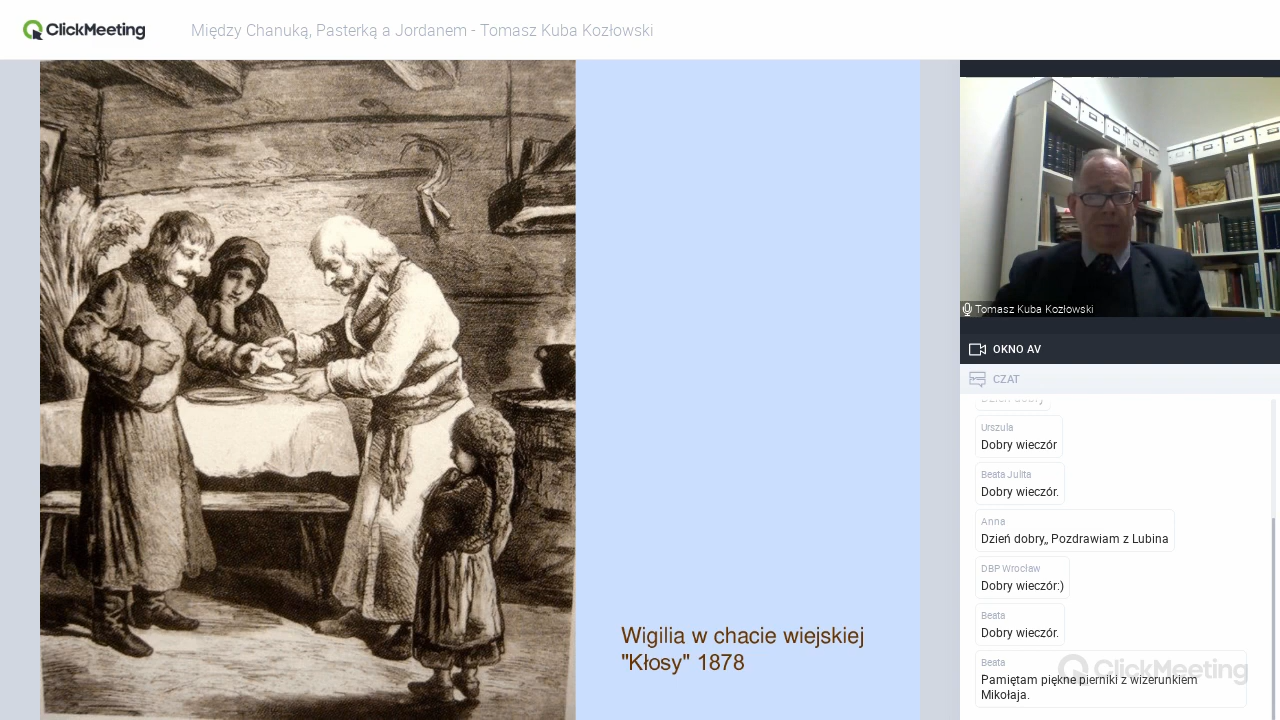 ClickMeeting
Między Chanuką, Pasterką a Jordanem - Tomasz Kuba Kozłowski
Wigilia w chacie wiejskiej
"Kłosy" 1878
Tomasz Kuba Kozłowski
OKNO AV
CZAT
Dzień dobry
Urszula
Dobry wieczór
Beata Julita
Dobry wieczór.
Anna
Dzień dobry,, Pozdrawiam z Lubina
DBP Wrocław
Dobry wieczór:)
Beata
Dobry wieczór.
Beata
Pamiętam piękne pierniki z wizerunkiem
Mikołaja.
ClickMeeting